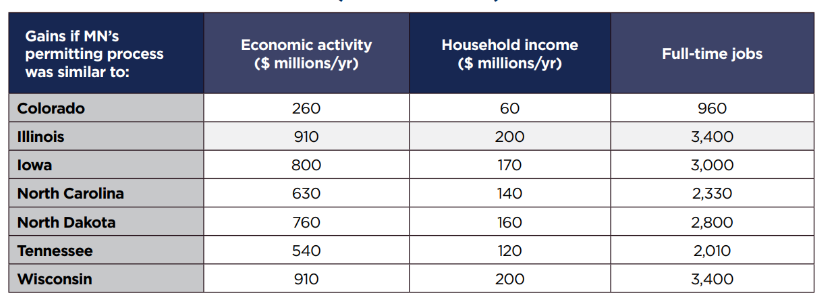 Gains if MN's permitting process was similar to: Economic activity ($ millions/yr) Household income ($ millions/yr) Full-time jobs
Colorado 260 60 960
Illinois 910 200 3,400
Iowa 800 170 3,000
North Carolina 630 140 2,330
North Dakota 760 160 2,800
Tennessee 540 120 2,010
Wisconsin 910 200 3,400